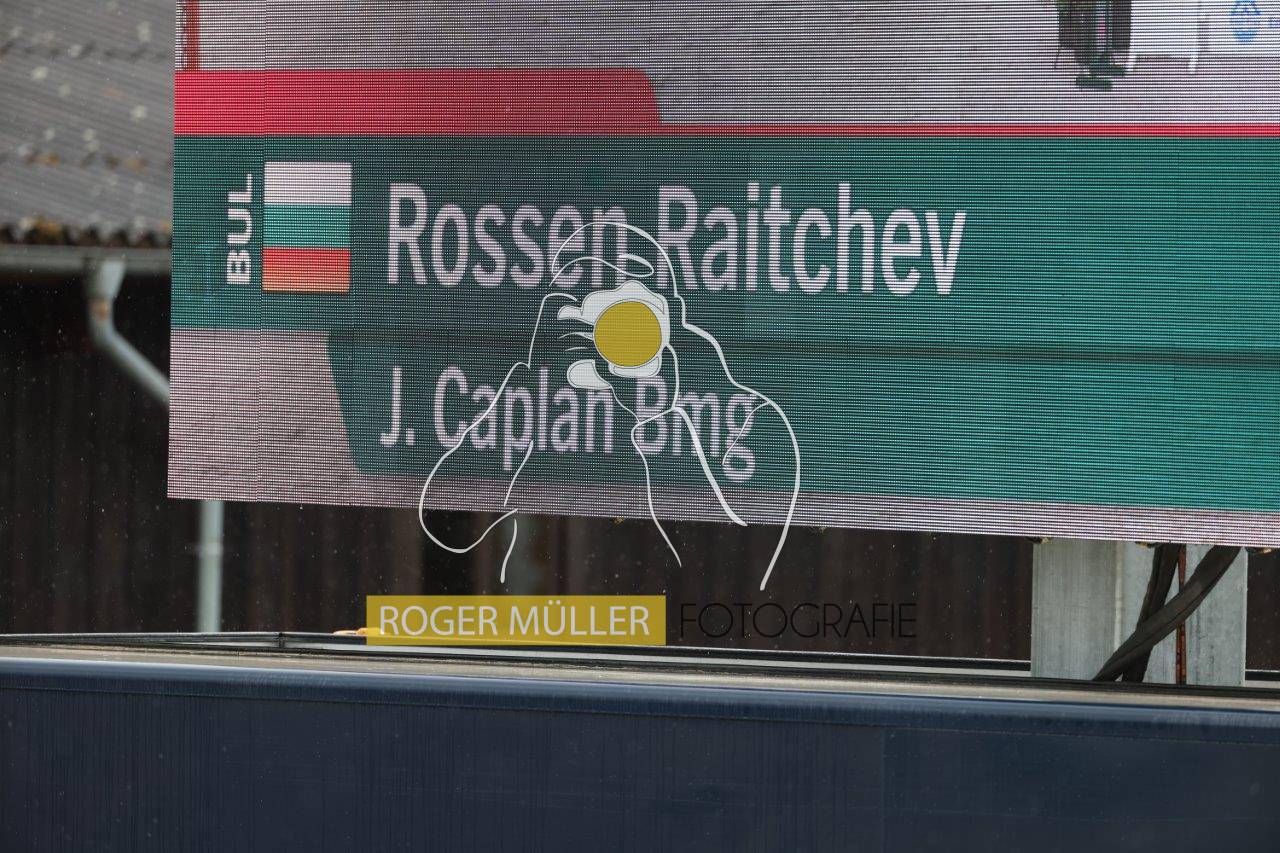 BUL
Rossen Raitchev
J. Caplan Bmg
ROGER MÜLLER FOTOGRAFIE